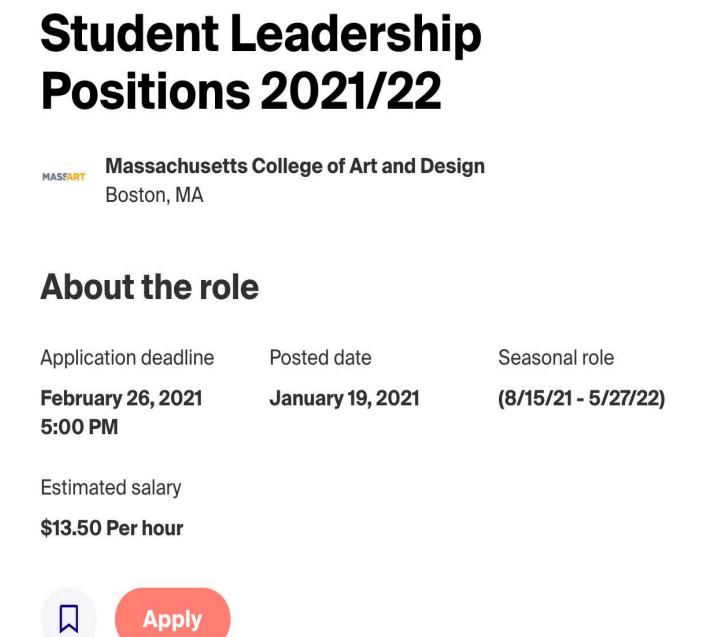 Student Leadership
Positions 2021/22
MASSART
Massachusetts College of Art and Design
Boston, MA
About the role
Application deadline
February 26, 2021
5:00 PM
Posted date
January 19, 2021
Seasonal role
(8/15/21 - 5/27/22)
Estimated salary
$13.50 Per hour
Apply